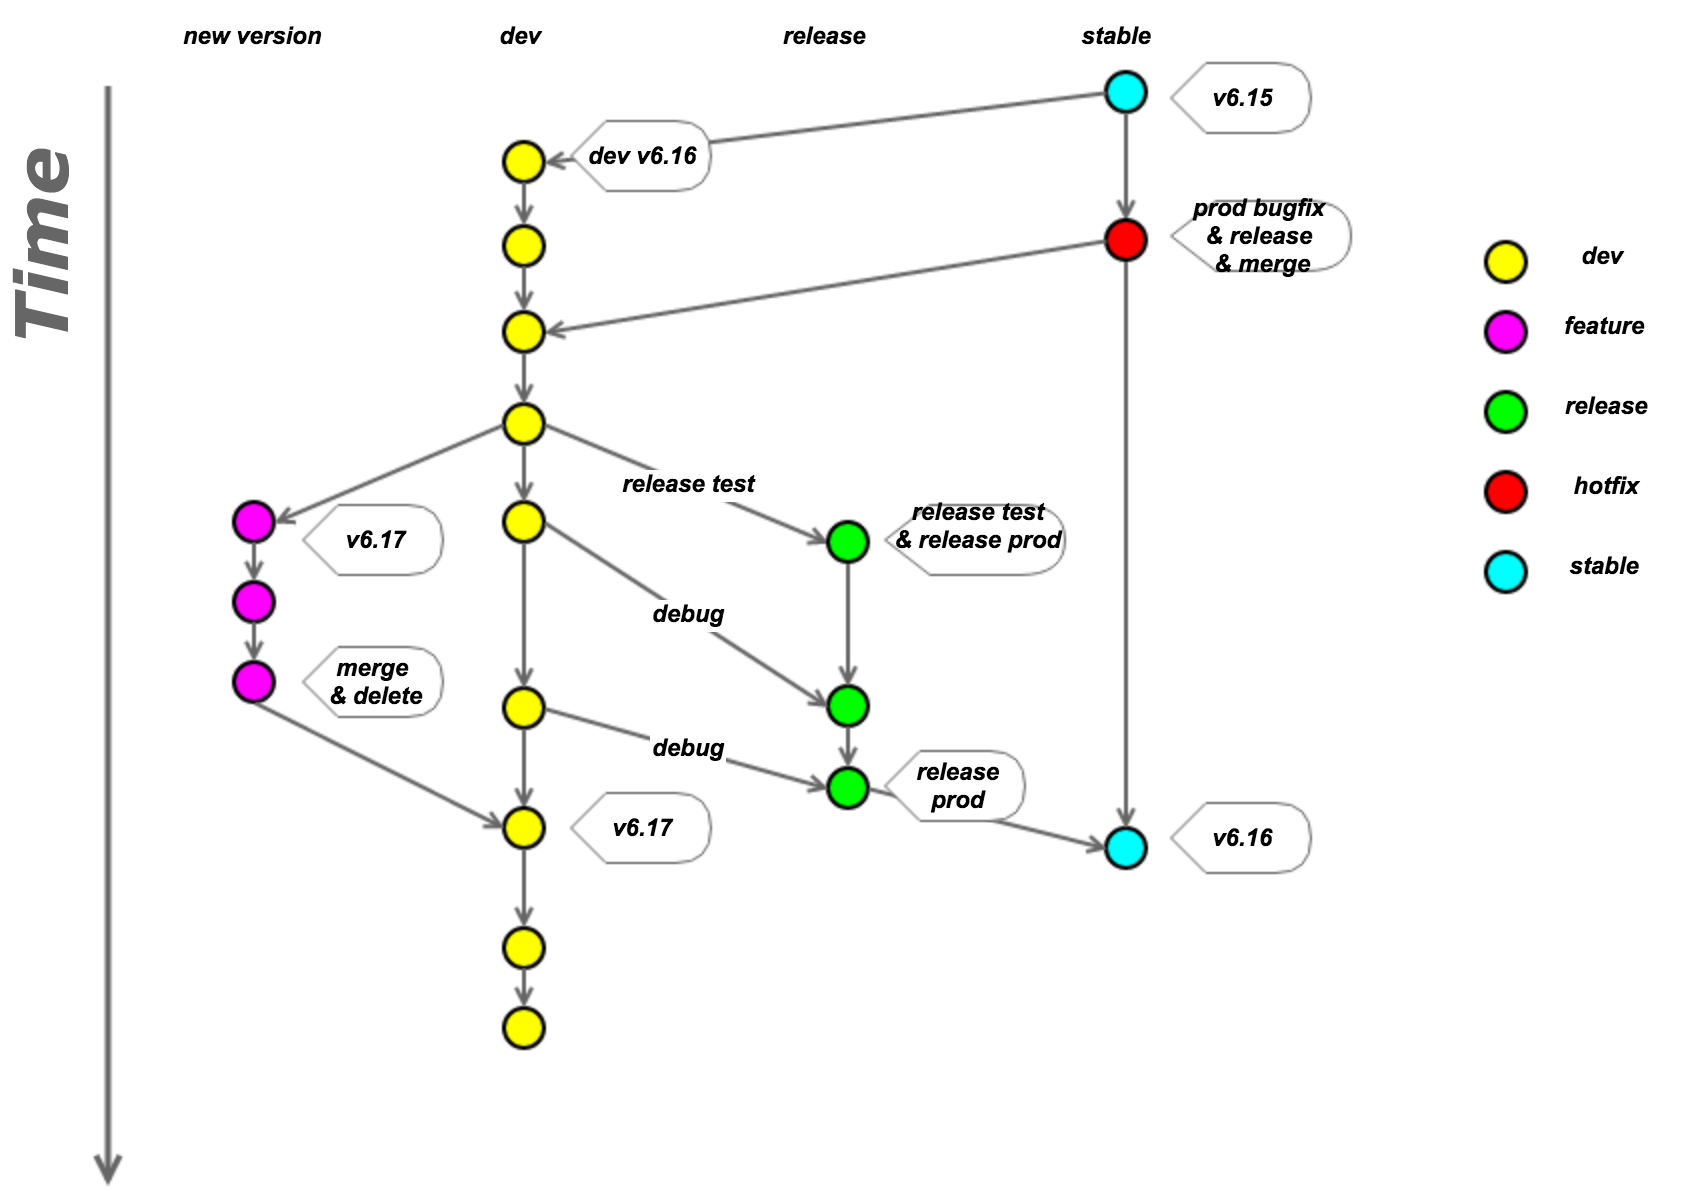 new version
dev
release
stable
Time
v6.15
dev v6.16
prod bugfix
& release
& merge
dev
feature
release
hotfix
stable
release test
v6.17
release test
& release prod
debug
merge
& delete
debug
release
prod
v6.17
v6.16